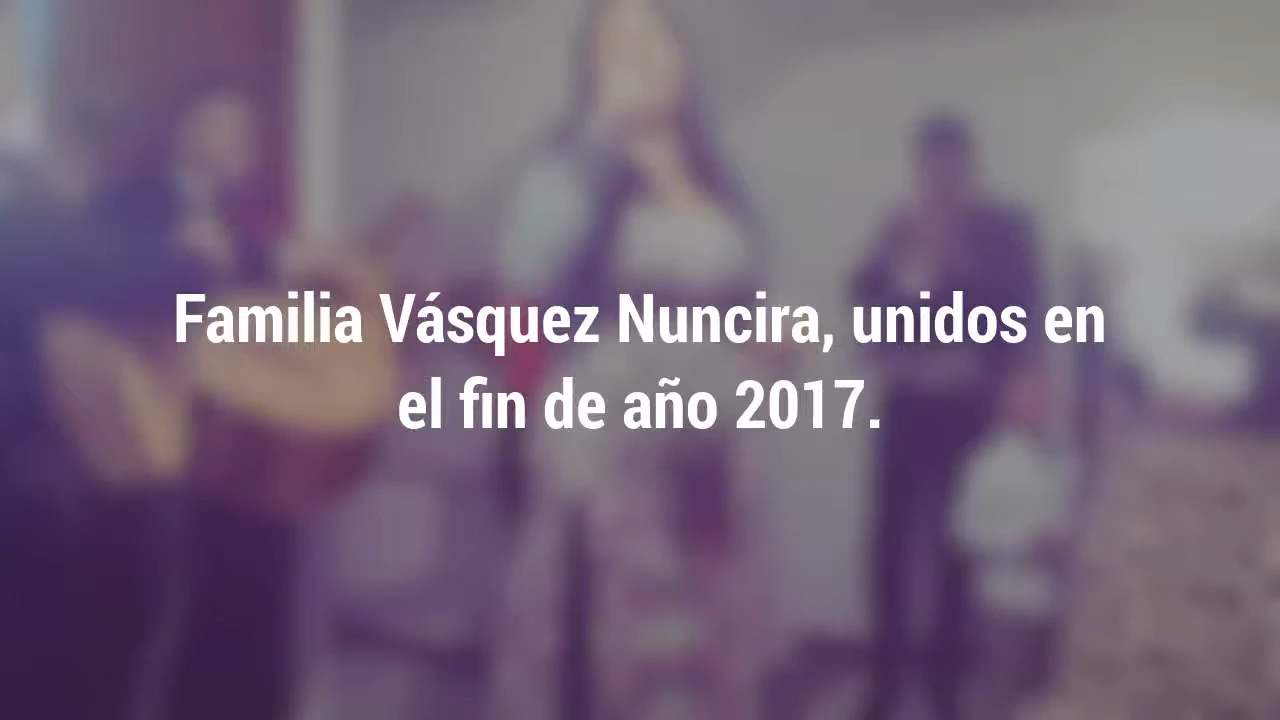 Familia Vásquez Nuncira, unidos en
el fin de año 2017.